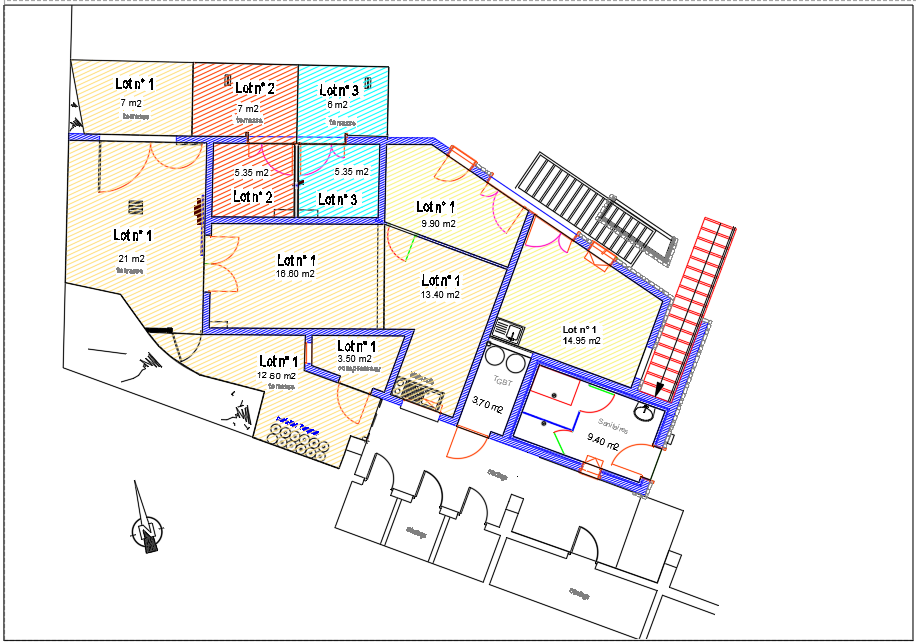 Lot n° 1
7 m2
terrasse
Lot n° 2
7 m2
terrasse
Lot n° 3
6 m2
terrasse
5.35 m2
Lot n° 2
5.35 m2
Lot n° 3
Lot n° 1
9.90 m2
Lot n° 1
21 m2
terrasse
Lot n° 1
16.60 m2
Lot n° 1
13.40 m2
Lot n° 1
14.95 m2
Lot n° 1
3.50 m2
Lot n° 1
12.60 m2
terrasse
TGBT
3.70 m2
Sanitaires
9.40 m2
N